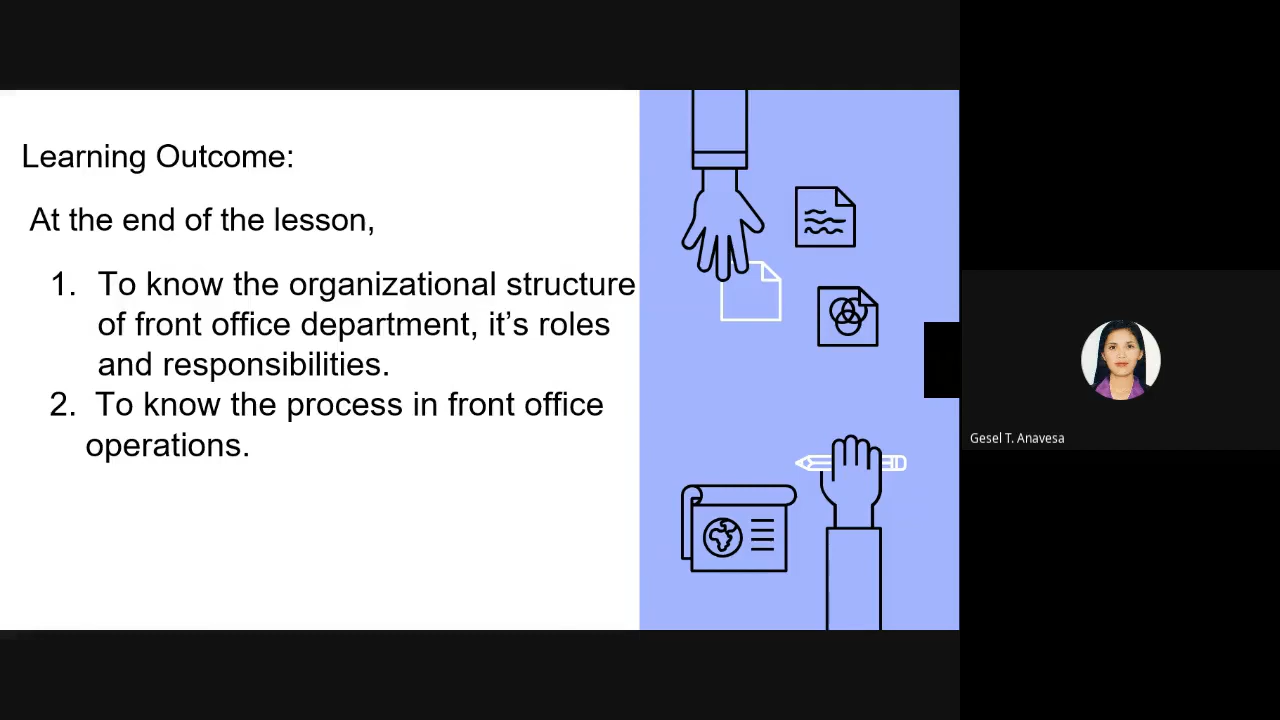 Learning Outcome:
At the end of the lesson,
1. To know the organizational structure
of front office department, it’s roles
and responsibilities.
2. To know the process in front office
operations.
Gesel T. Anavesa